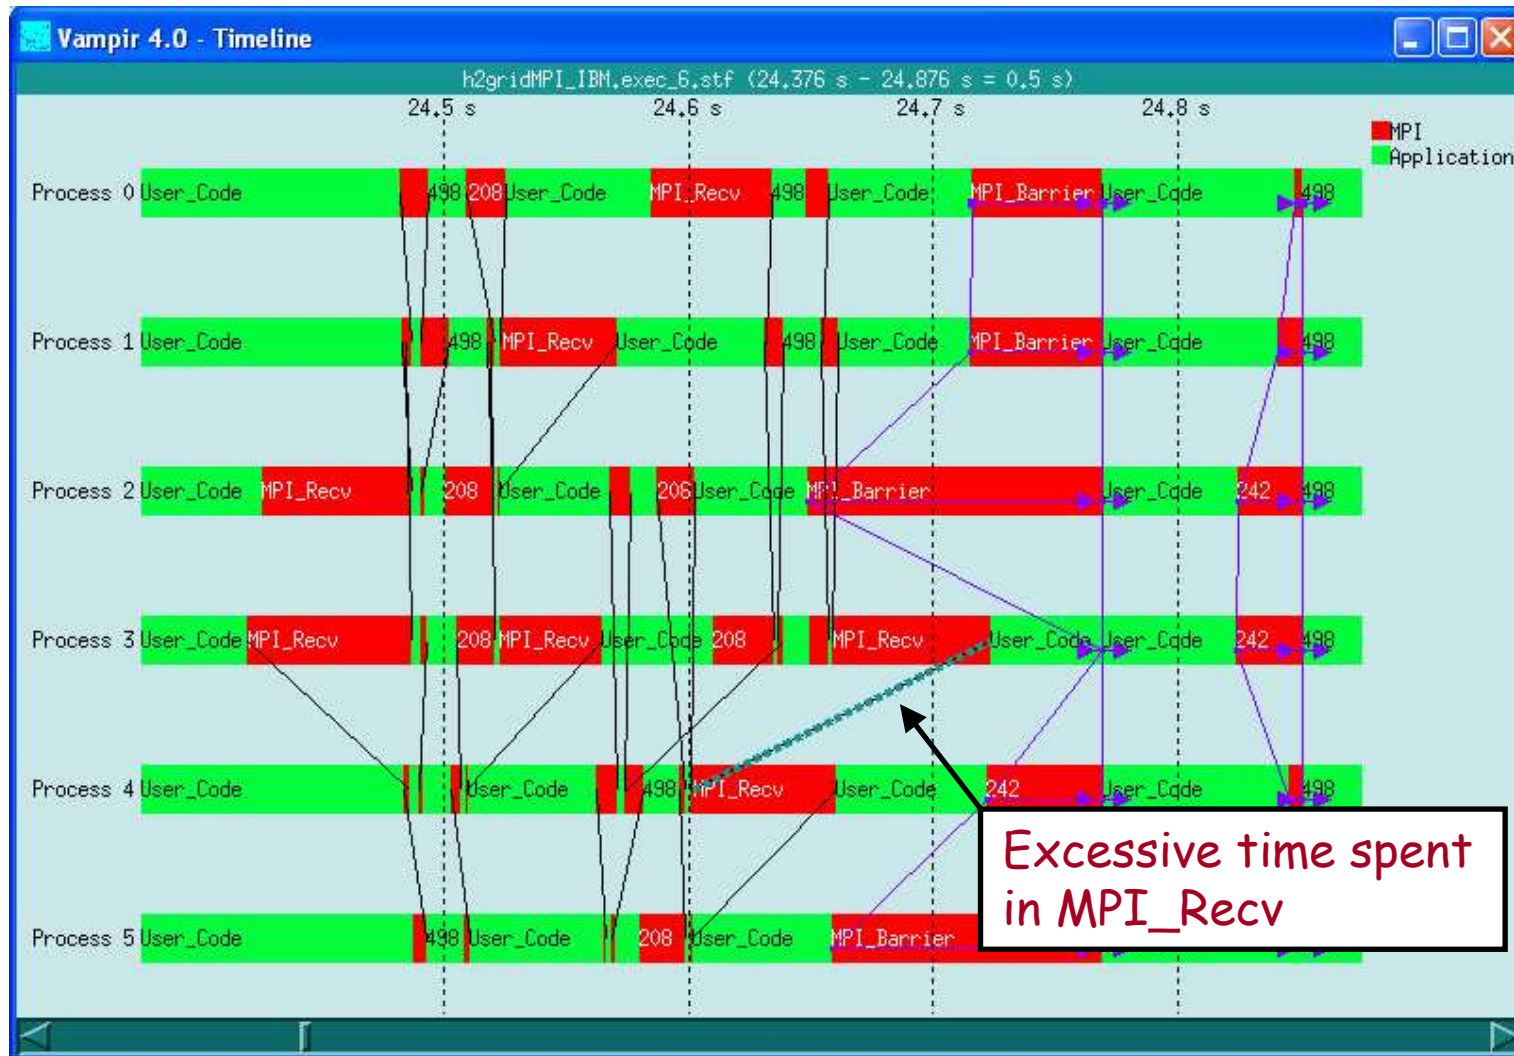 Vampir 4.0 - Timeline
h2gridMPI_IBM.exec_6.stf (24.376 s - 24.876 s = 0.5 s)
24.5 s 24.6 s 24.7 s 24.8 s
MPI
Application
Process 0 User_Code 498 208 User_Code MPI_Recv 498 User_Code MPI_Barrier User_Code 498
Process 1 User_Code 498 MPI_Recv User_Code 498 User_Code MPI_Barrier User_Code 498
Process 2 User_Code MPI_Recv 208 User_Code 206 User_Code MPI_Barrier User_Code 242 498
Process 3 User_Code MPI_Recv 208 MPI_Recv User_Code 208 MPI_Recv User_Code User_Code 242 498
Process 4 User_Code User_Code 498 MPI_Recv User_Code 242 User_Code 498
Excessive time spent
in MPI_Recv
Process 5 User_Code 498 User_Code 208 User_Code MPI_Barrier